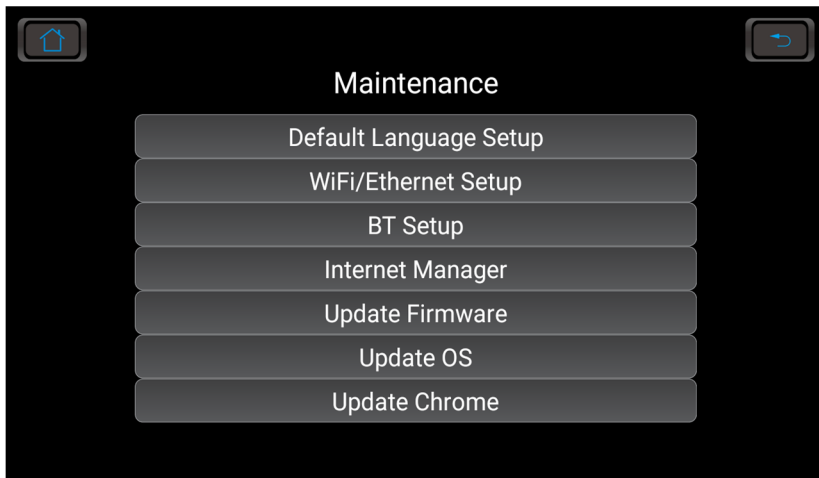 Maintenance
Default Language Setup
WiFi/Ethernet Setup
BT Setup
Internet Manager
Update Firmware
Update OS
Update Chrome